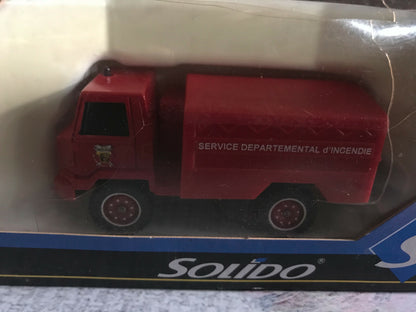 SERVICE DEPARTEMENTAL d'INCENDIE
SOLIDO®